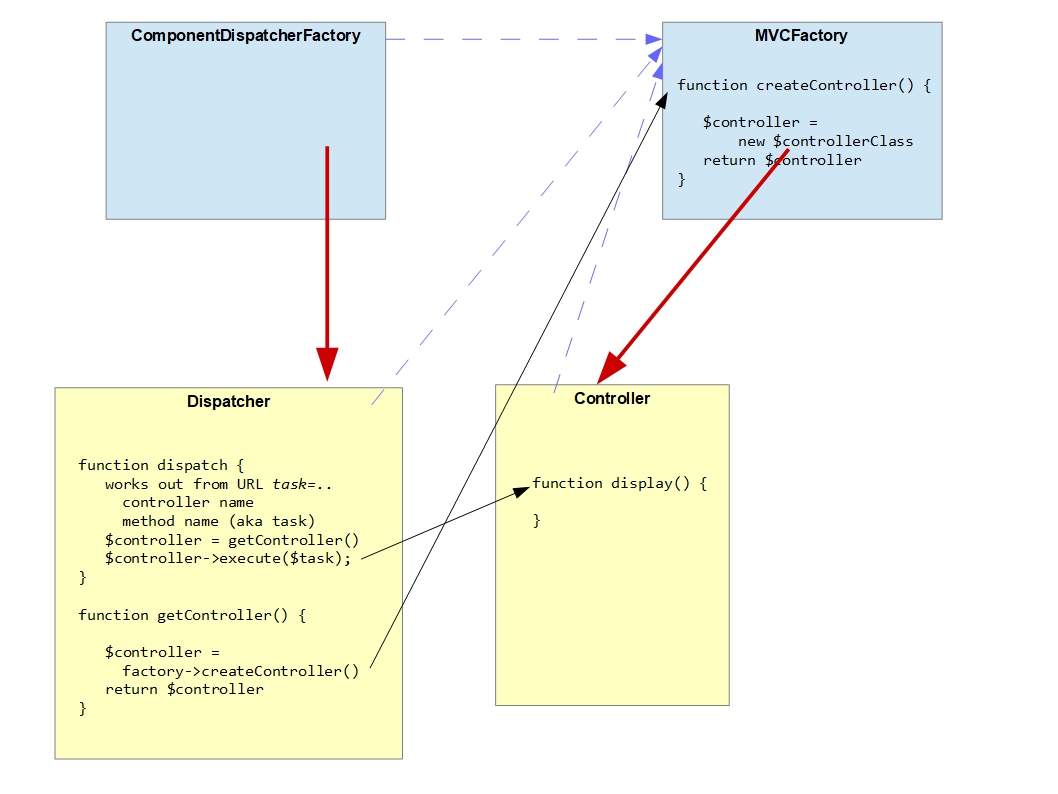 ComponentDispatcherFactory
MVCFactory
function createController() {
$controller =
new $controllerClass
return $controller
}
Dispatcher
function dispatch {
works out from URL task=..
controller name
method name (aka task)
$controller = getController()
$controller->execute($task);
}
function getController() {
$controller =
factory->createController()
return $controller
}
Controller
function display() {
}